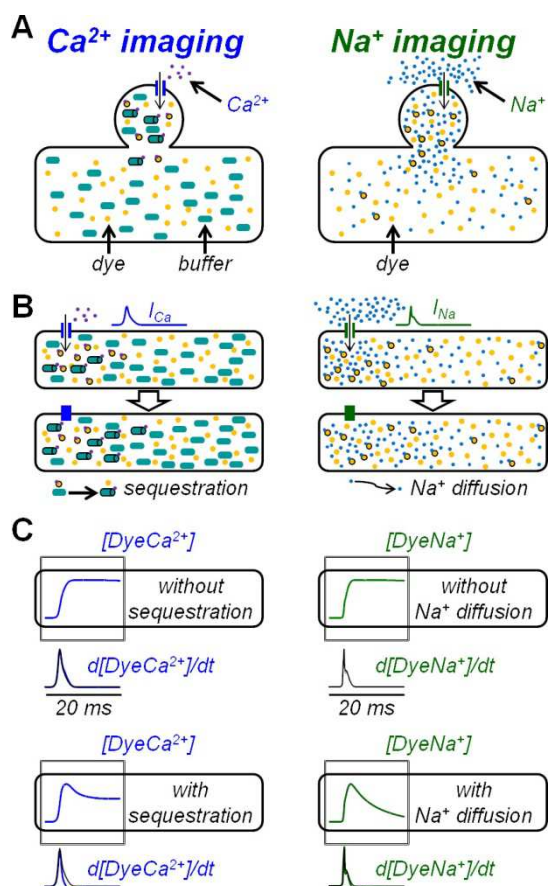 A
Ca²⁺ imaging
Na⁺ imaging
Ca²⁺
Na⁺
dye
buffer
dye
B
I_Ca
I_Na
sequestration
Na⁺ diffusion
C
[DyeCa²⁺]
[DyeNa⁺]
without
sequestration
without
Na⁺ diffusion
d[DyeCa²⁺]/dt
d[DyeNa⁺]/dt
20 ms
20 ms
[DyeCa²⁺]
[DyeNa⁺]
with
sequestration
with
Na⁺ diffusion
d[DyeCa²⁺]/dt
d[DyeNa⁺]/dt